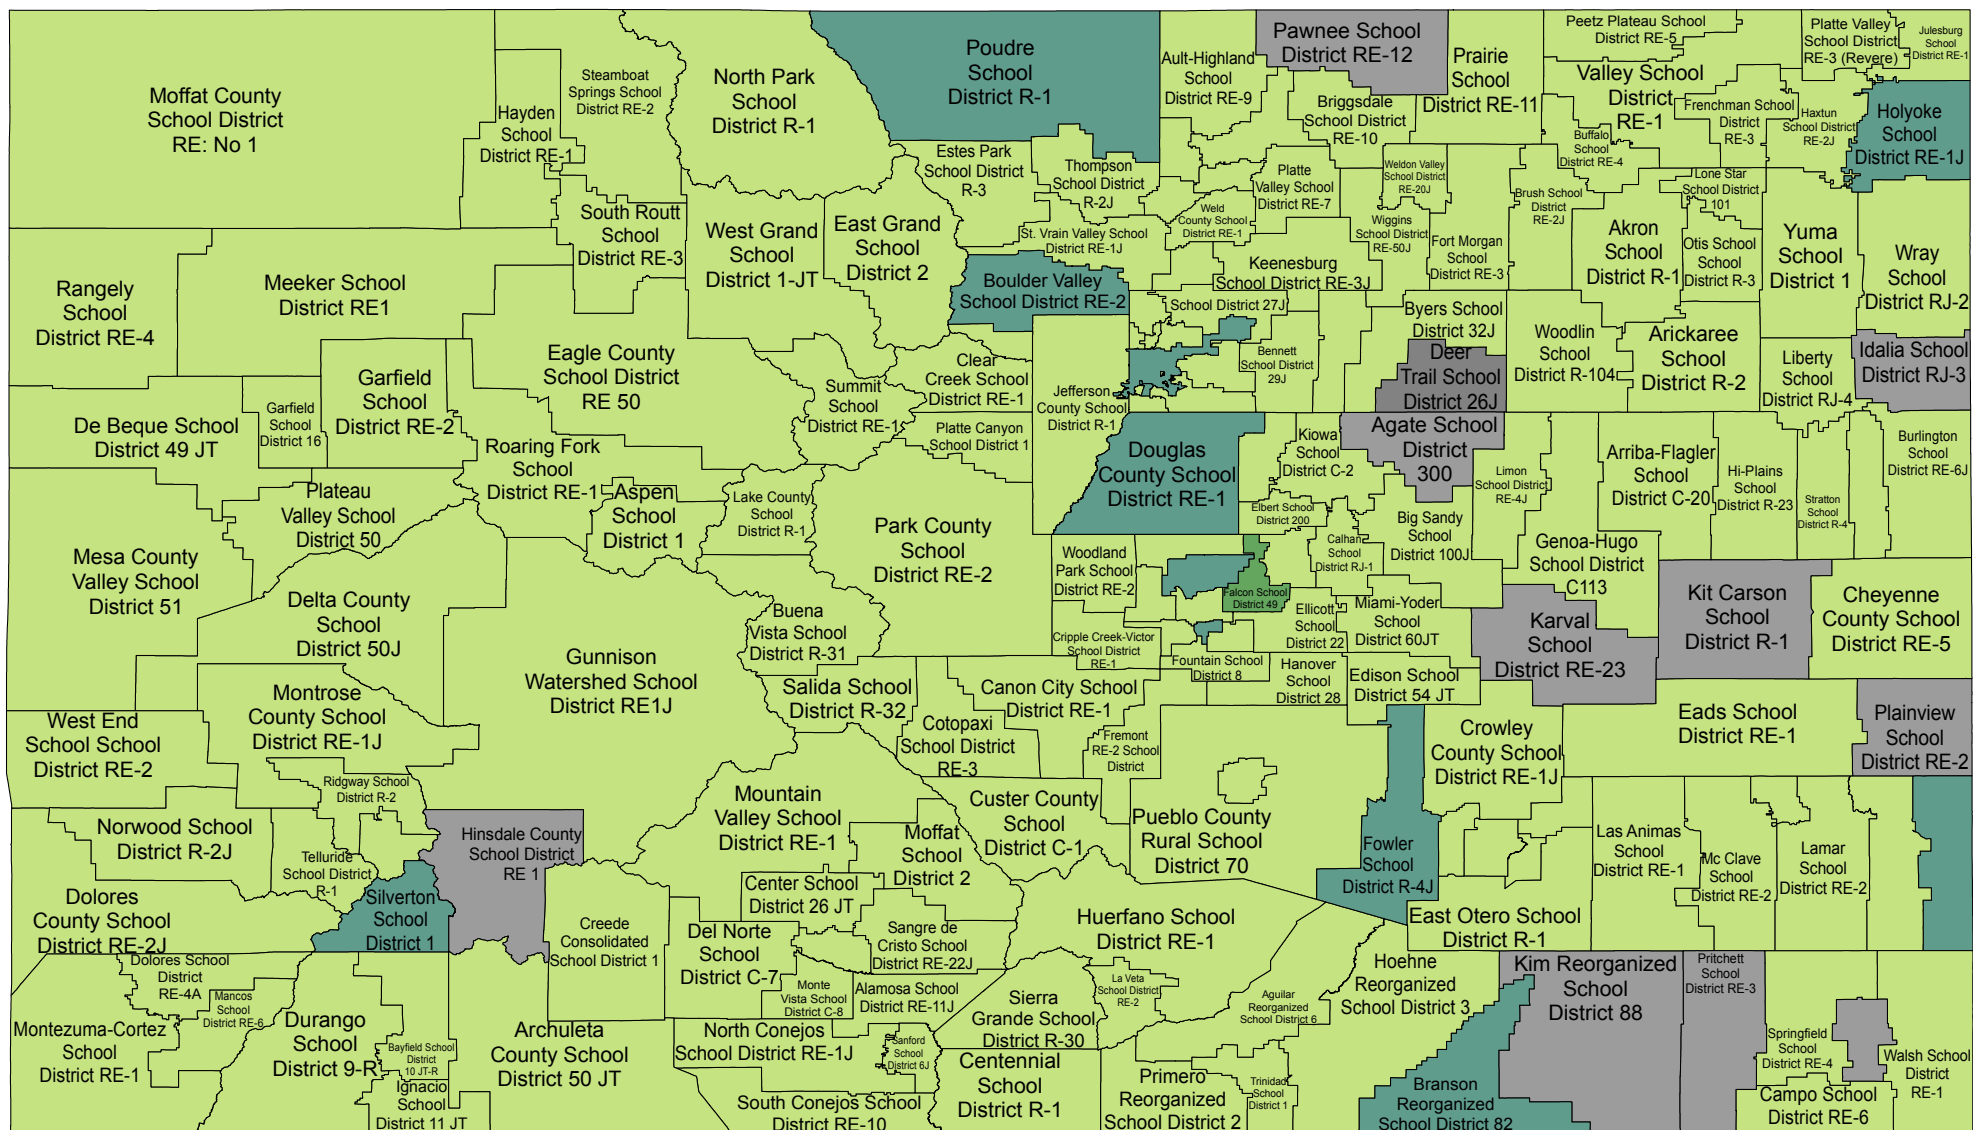 Moffat County
School District
RE: No 1
Hayden
School
District RE-1
Steamboat
Springs School
District RE-2
North Park
School
District R-1
Poudre
School
District R-1
Ault-Highland
School
District RE-9
Pawnee School
District RE-12
Prairie
School
District RE-11
Peetz Plateau School
District RE-5
Platte Valley
School District
RE-3 (Revere)
Julesburg
School
District RE-1
Briggsdale
School District
RE-10
Valley School
District
RE-1
Buffalo
School
District RE-4
Frenchman School
District
RE-3
Haxtun
School District
RE-2J
Holyoke
School
District RE-1J
South Routt
School
District RE-3
West Grand
School
District 1-JT
East Grand
School
District 2
Estes Park
School District
R-3
Thompson
School District
R-2J
St. Vrain Valley School
District RE-1J
Weld
County School
District RE-1
Platte
Valley School
District RE-7
Weldon Valley
School District
RE-20J
Wiggins
School District
RE-50J
Fort Morgan
School
District RE-3
Brush School
District
RE-2J
Akron
School
District R-1
Lone Star
School District
101
Otis School
District
R-3
Yuma
School
District 1
Wray
School
District RJ-2
Rangely
School
District RE-4
Meeker School
District RE1
Boulder Valley
School District RE-2
Keenesburg
School District RE-3J
School District 27J
Byers School
District 32J
Woodlin
School
District R-104
Arickaree
School
District R-2
Liberty
School
District RJ-4
Idalia School
District RJ-3
De Beque School
District 49 JT
Garfield
School
District 16
Garfield
School
District RE-2
Eagle County
School District
RE 50
Summit
School
District RE-1
Clear
Creek School
District RE-1
Platte Canyon
School District 1
Jefferson
County School
District R-1
Bennett
School District
29J
Deer
Trail School
District 26J
Roaring Fork
School
District RE-1
Aspen
School
District 1
Lake County
School
District R-1
Park County
School
District RE-2
Douglas
County School
District RE-1
Kiowa
School
District C-2
Agate School
District
300
Elbert School
District 200
Limon
School District
RE-4J
Arriba-Flagler
School
District C-20
Hi-Plains
School
District R-23
Stratton
School
District R-4
Burlington
School
District RE-6J
Plateau
Valley School
District 50
Mesa County
Valley School
District 51
Delta County
School
District 50J
Gunnison
Watershed School
District RE1J
Buena
Vista School
District R-31
Woodland
Park School
District RE-2
Falcon School
District 49
Calhan
School
District RJ-1
Big Sandy
School
District 100J
Genoa-Hugo
School District
C113
Ellicott
School
District 22
Miami-Yoder
School
District 60JT
Karval
School
District RE-23
Kit Carson
School
District R-1
Cheyenne
County School
District RE-5
Cripple Creek-Victor
School District
RE-1
Fountain School
District 8
Hanover
School
District 28
Edison School
District 54 JT
Montrose
County School
District RE-1J
West End
School School
District RE-2
Salida School
District R-32
Canon City School
District RE-1
Cotopaxi
School District
RE-3
Fremont
RE-2 School
District
Crowley
County School
District RE-1J
Eads School
District RE-1
Plainview
School
District RE-2
Ridgway School
District R-2
Norwood School
District R-2J
Telluride
School District
R-1
Hinsdale County
School District
RE 1
Mountain
Valley School
District RE-1
Moffat
School
District 2
Custer County
School
District C-1
Pueblo County
Rural School
District 70
Fowler
School
District R-4J
Las Animas
School
District RE-1
Mc Clave
School
District RE-2
Lamar
School
District RE-2
Dolores
County School
District RE-2J
Silverton
School
District 1
Creede
Consolidated
School District 1
Center School
District 26 JT
Del Norte
School
District C-7
Sangre de
Cristo School
District RE-22J
Huerfano School
District RE-1
East Otero School
District R-1
Dolores School
District
RE-4A
Mancos
School
District RE-6
Montezuma-Cortez
School
District RE-1
Durango
School
District 9-R
Bayfield School
District
10 JT-R
Ignacio
School
District 11 JT
Archuleta
County School
District 50 JT
Monte
Vista School
District C-8
Alamosa School
District RE-11J
North Conejos
School District RE-1J
Sanford
School
District 6J
South Conejos School
District RE-10
Sierra
Grande School
District R-30
Centennial
School
District R-1
La Veta
School District
RE-2
Aguilar
Reorganized
School District 6
Hoehne
Reorganized
School District 3
Primero
Reorganized
School District 2
Trinidad
School
District 1
Branson
Reorganized
School District 82
Kim Reorganized
School
District 88
Pritchett
School
District RE-3
Springfield
School
District RE-4
Walsh School
District
RE-1
Campo School
District
RE-6